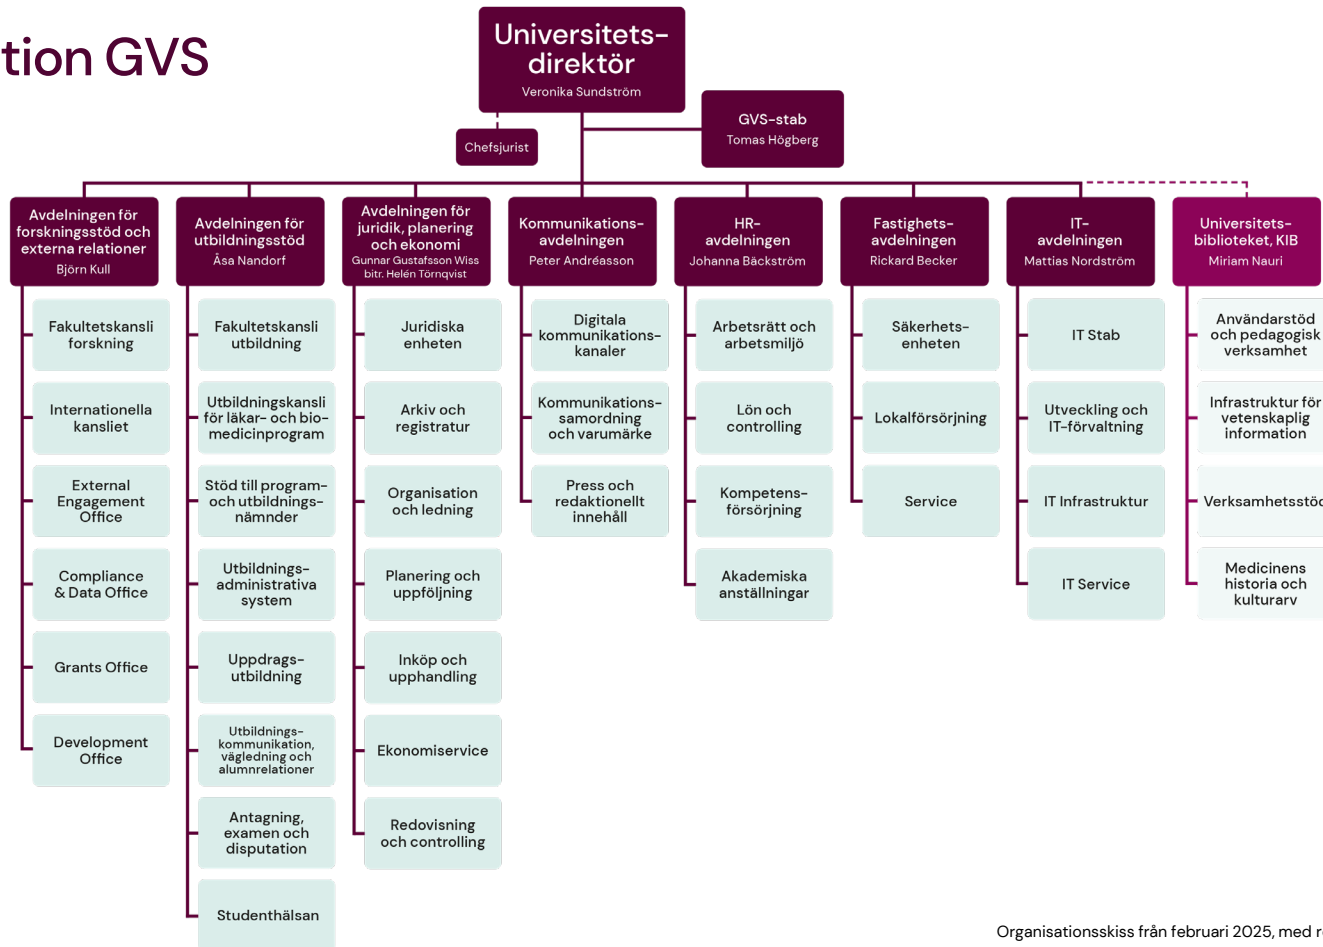 tion GVS
Universitets-
direktör
Veronika Sundström
Chefsjurist
GVS-stab
Tomas Högberg
Avdelningen för
forskningsstöd och
externa relationer
Björn Kull
Fakultetskansli
forskning
Internationella
kansliet
External
Engagement
Office
Compliance
& Data Office
Grants Office
Development
Office
Avdelningen för
utbildningsstöd
Åsa Nandorf
Fakultetskansli
utbildning
Utbildningskansli
för läkar- och bio-
medicinprogram
Stöd till program-
och utbildnings-
nämnder
Utbildnings-
administrativa
system
Uppdrags-
utbildning
Utbildnings-
kommunikation,
vägledning och
alumnrelationer
Antagning,
examen och
disputation
Studenthälsan
Avdelningen för
juridik, planering
och ekonomi
Gunnar Gustafsson Wiss
bitr. Helén Törnqvist
Juridiska
enheten
Arkiv och
registratur
Organisation
och ledning
Planering och
uppföljning
Inköp och
upphandling
Ekonomiservice
Redovisning
och controlling
Kommunikations-
avdelningen
Peter Andréasson
Digitala
kommunikations-
kanaler
Kommunikations-
samordning
och varumärke
Press och
redaktionellt
innehåll
HR-
avdelningen
Johanna Bäckström
Arbetsrätt och
arbetsmiljö
Lön och
controlling
Kompetens-
försörjning
Akademiska
anställningar
Fastighets-
avdelningen
Rickard Becker
Säkerhets-
enheten
Lokalförsörjning
Service
IT-
avdelningen
Mattias Nordström
IT Stab
Utveckling och
IT-förvaltning
IT Infrastruktur
IT Service
Universitets-
biblioteket, KIB
Miriam Nauri
Användarstöd
och pedagogisk
verksamhet
Infrastruktur för
vetenskaplig
information
Verksamhetsstöd
Medicinens
historia och
kulturarv
Organisationsskiss från februari 2025, med